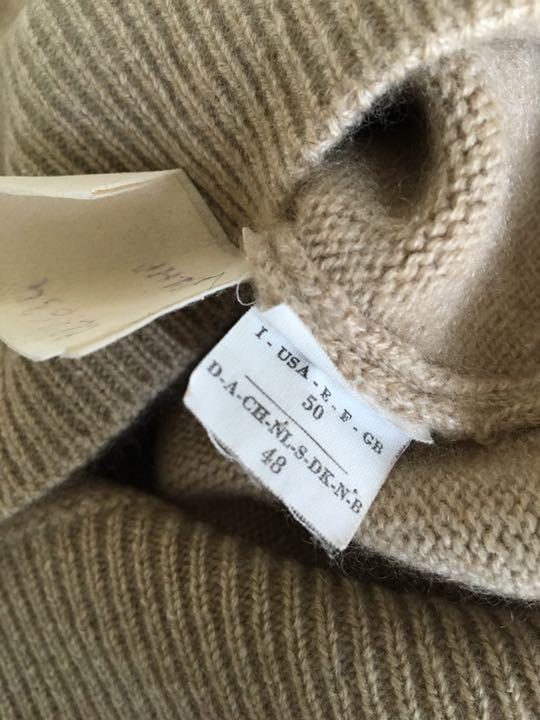 I - USA - E - F - GB
50
D-A-CH-NL-S-DK-N-B
48